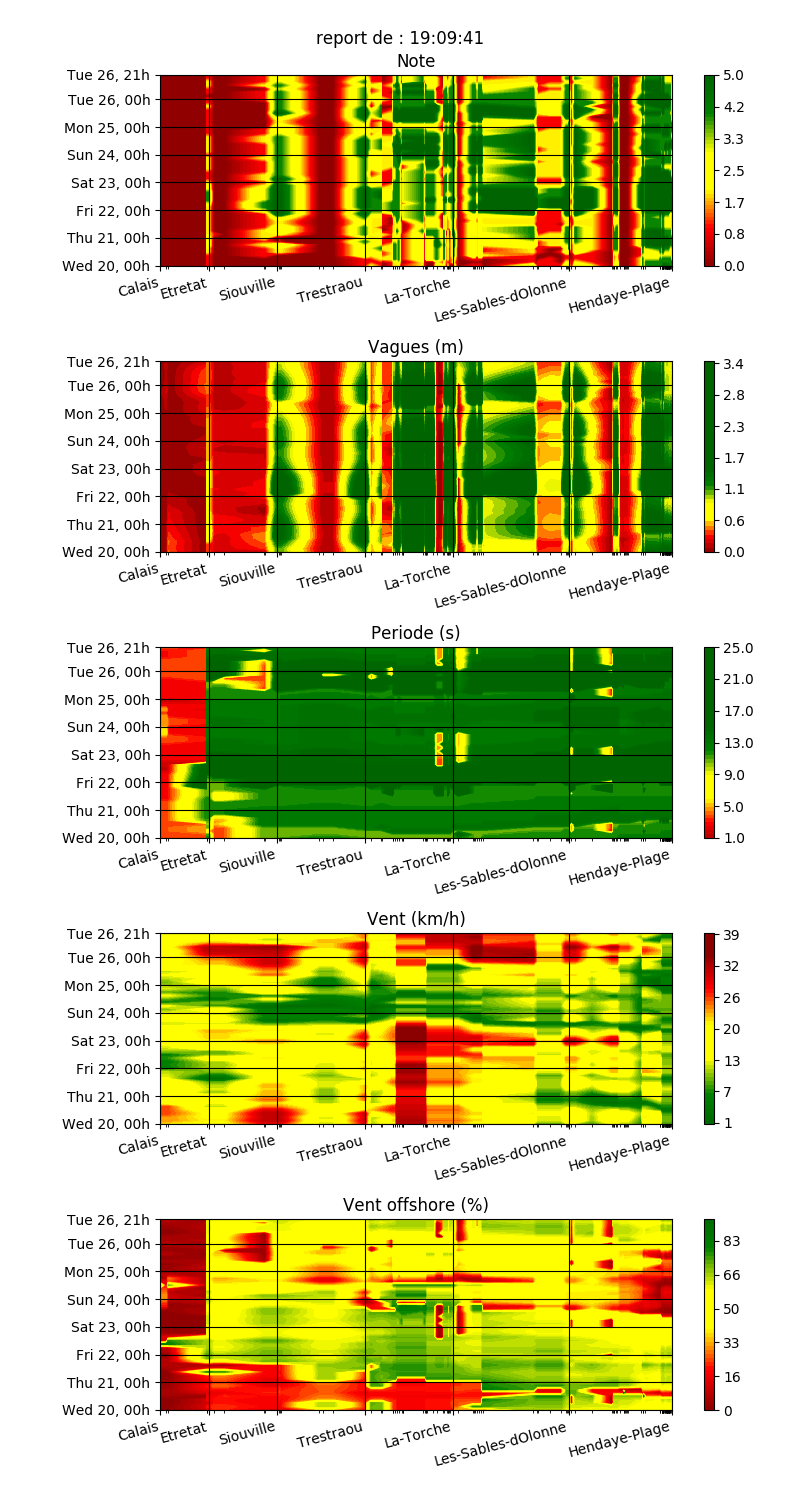 report de : 19:09:41
Note
Tue 26, 21h
Tue 26, 00h
Mon 25, 00h
Sun 24, 00h
Sat 23, 00h
Fri 22, 00h
Thu 21, 00h
Wed 20, 00h
5.0
4.2
3.3
2.5
1.7
0.8
0.0
Calais
Etretat
Siouville
Trestraou
La-Torche
Les-Sables-dOlonne
Hendaye-Plage
Vagues (m)
Tue 26, 21h
Tue 26, 00h
Mon 25, 00h
Sun 24, 00h
Sat 23, 00h
Fri 22, 00h
Thu 21, 00h
Wed 20, 00h
3.4
2.8
2.3
1.7
1.1
0.6
0.0
Calais
Etretat
Siouville
Trestraou
La-Torche
Les-Sables-dOlonne
Hendaye-Plage
Periode (s)
Tue 26, 21h
Tue 26, 00h
Mon 25, 00h
Sun 24, 00h
Sat 23, 00h
Fri 22, 00h
Thu 21, 00h
Wed 20, 00h
25.0
21.0
17.0
13.0
9.0
5.0
1.0
Calais
Etretat
Siouville
Trestraou
La-Torche
Les-Sables-dOlonne
Hendaye-Plage
Vent (km/h)
Tue 26, 21h
Tue 26, 00h
Mon 25, 00h
Sun 24, 00h
Sat 23, 00h
Fri 22, 00h
Thu 21, 00h
Wed 20, 00h
39
32
26
20
13
7
1
Calais
Etretat
Siouville
Trestraou
La-Torche
Les-Sables-dOlonne
Hendaye-Plage
Vent offshore (%)
Tue 26, 21h
Tue 26, 00h
Mon 25, 00h
Sun 24, 00h
Sat 23, 00h
Fri 22, 00h
Thu 21, 00h
Wed 20, 00h
83
66
50
33
16
0
Calais
Etretat
Siouville
Trestraou
La-Torche
Les-Sables-dOlonne
Hendaye-Plage